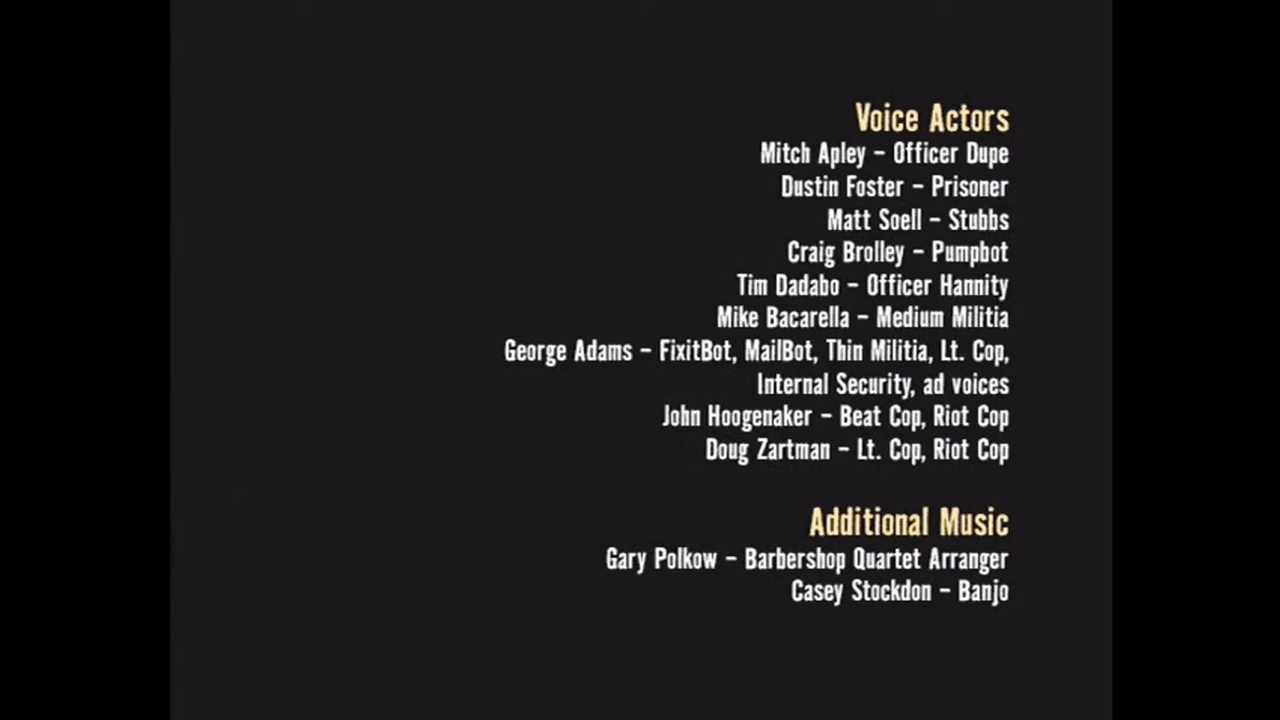 Voice Actors
Mitch Apley – Officer Dupe
Dustin Foster – Prisoner
Matt Soell – Stubbs
Craig Brolley – Pumpbot
Tim Dadabo – Officer Hannity
Mike Bacarella – Medium Militia
George Adams – FixitBot, MailBot, Thin Militia, Lt. Cop,
Internal Security, ad voices
John Hoogenaker – Beat Cop, Riot Cop
Doug Zartman – Lt. Cop, Riot Cop
Additional Music
Gary Polkow – Barbershop Quartet Arranger
Casey Stockdon – Banjo